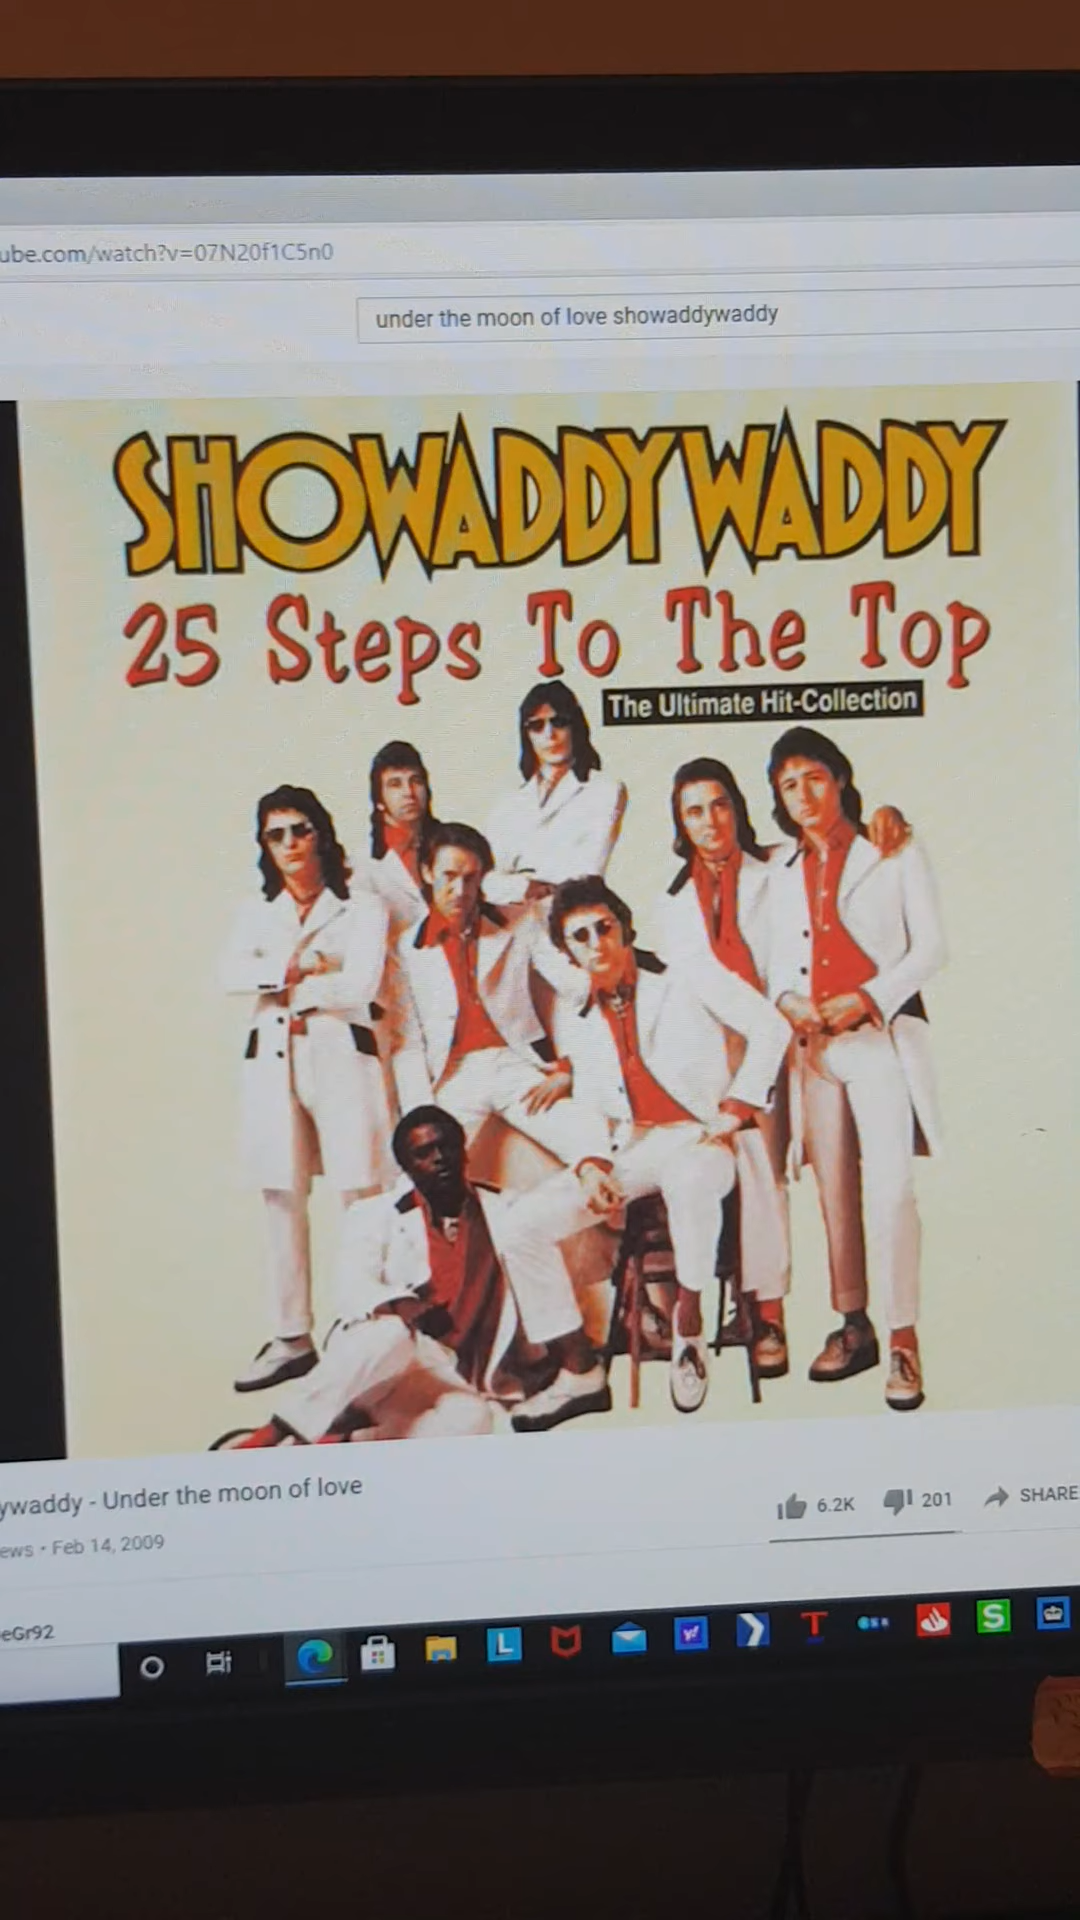 ube.com/watch?v=07N20f1C5n0
under the moon of love showaddywaddy
SHOWADDYWADDY
25 Steps To The Top
The Ultimate Hit-Collection
ywaddy - Under the moon of love
6.2K 201 SHARE
ews • Feb 14, 2009
eGr92
L y! T S